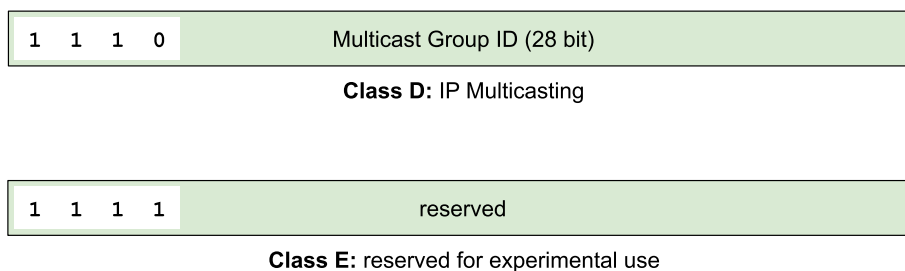 1 1 1 0 Multicast Group ID (28 bit)
Class D: IP Multicasting
1 1 1 1 reserved
Class E: reserved for experimental use